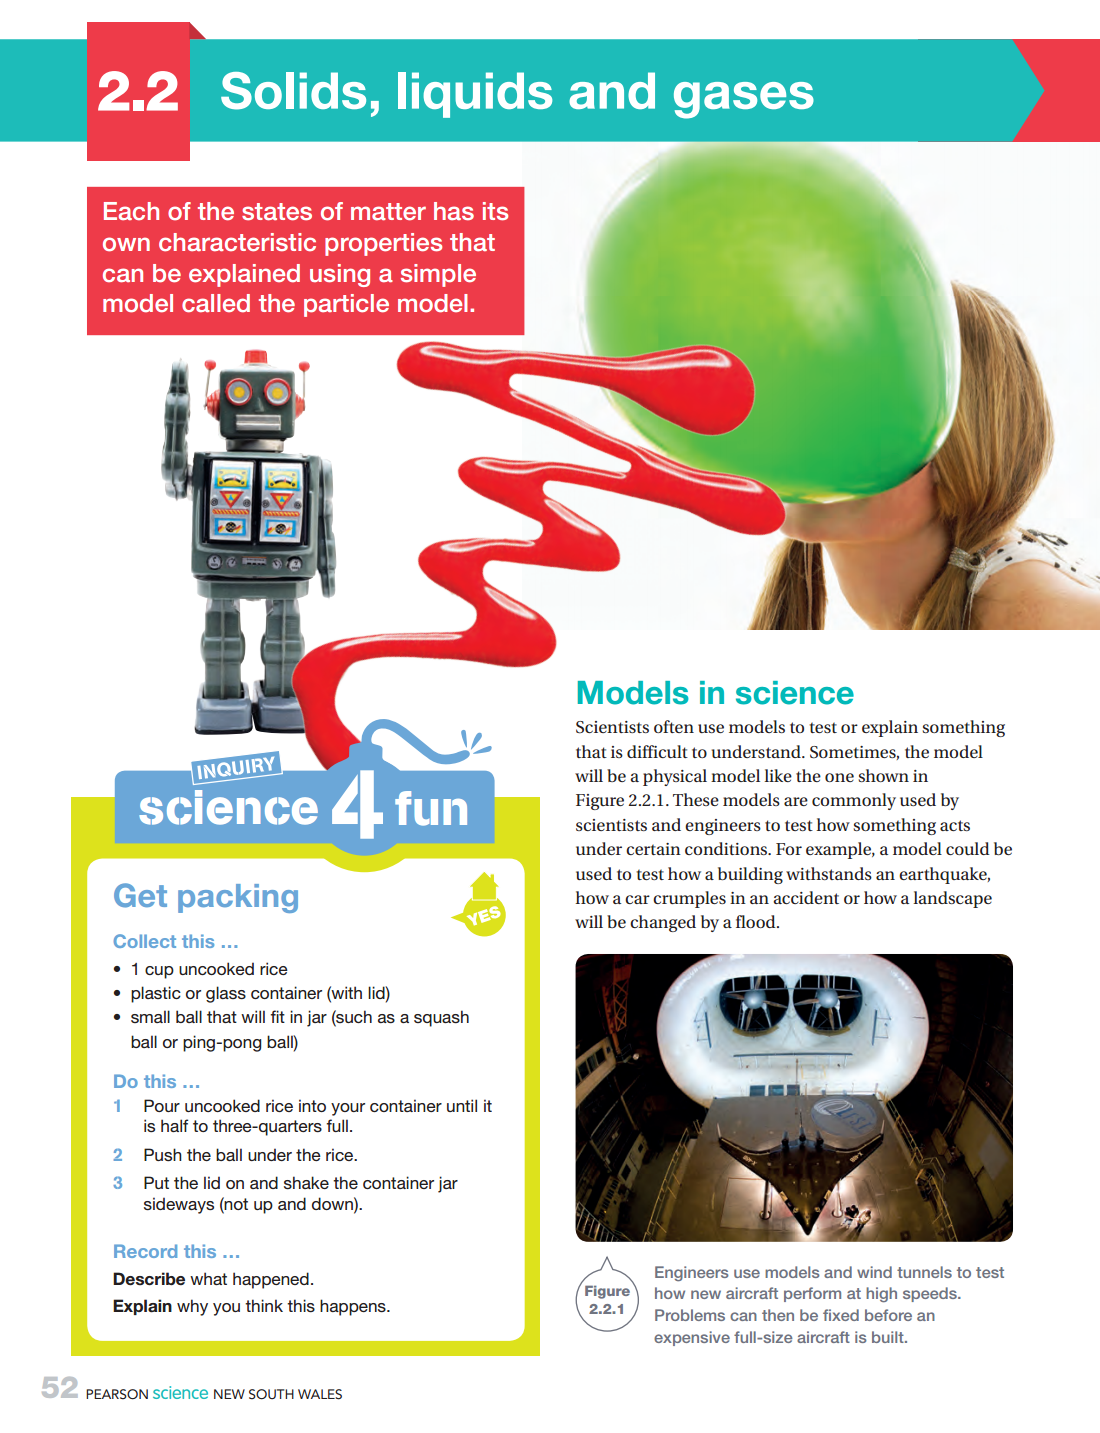 2.2
Solids, liquids and gases
Each of the states of matter has its
own characteristic properties that
can be explained using a simple
model called the particle model.
INQUIRY
science 4 fun
Get packing
YES
Collect this ...
• 1 cup uncooked rice
• plastic or glass container (with lid)
• small ball that will fit in jar (such as a squash
ball or ping-pong ball)
Do this ...
1 Pour uncooked rice into your container until it
is half to three-quarters full.
2 Push the ball under the rice.
3 Put the lid on and shake the container jar
sideways (not up and down).
Record this ...
Describe what happened.
Explain why you think this happens.
Models in science
Scientists often use models to test or explain something
that is difficult to understand. Sometimes, the model
will be a physical model like the one shown in
Figure 2.2.1. These models are commonly used by
scientists and engineers to test how something acts
under certain conditions. For example, a model could be
used to test how a building withstands an earthquake,
how a car crumples in an accident or how a landscape
will be changed by a flood.
Figure
2.2.1
Engineers use models and wind tunnels to test
how new aircraft perform at high speeds.
Problems can then be fixed before an
expensive full-size aircraft is built.
52 PEARSON science NEW SOUTH WALES